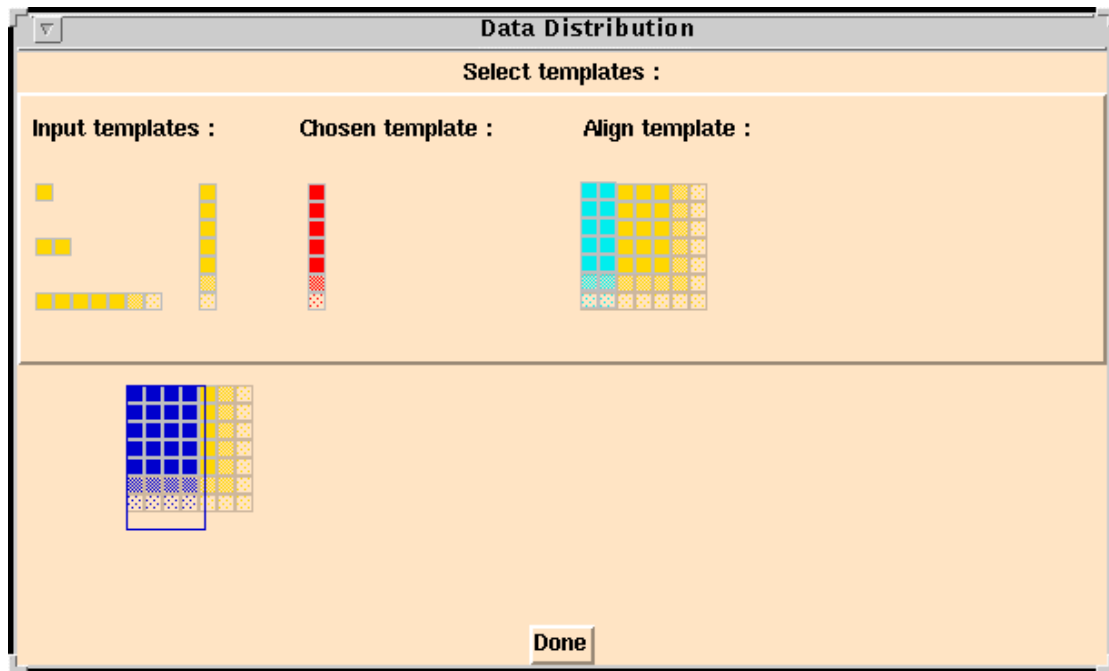 Data Distribution
Select templates :
Input templates :
Chosen template :
Align template :
Done